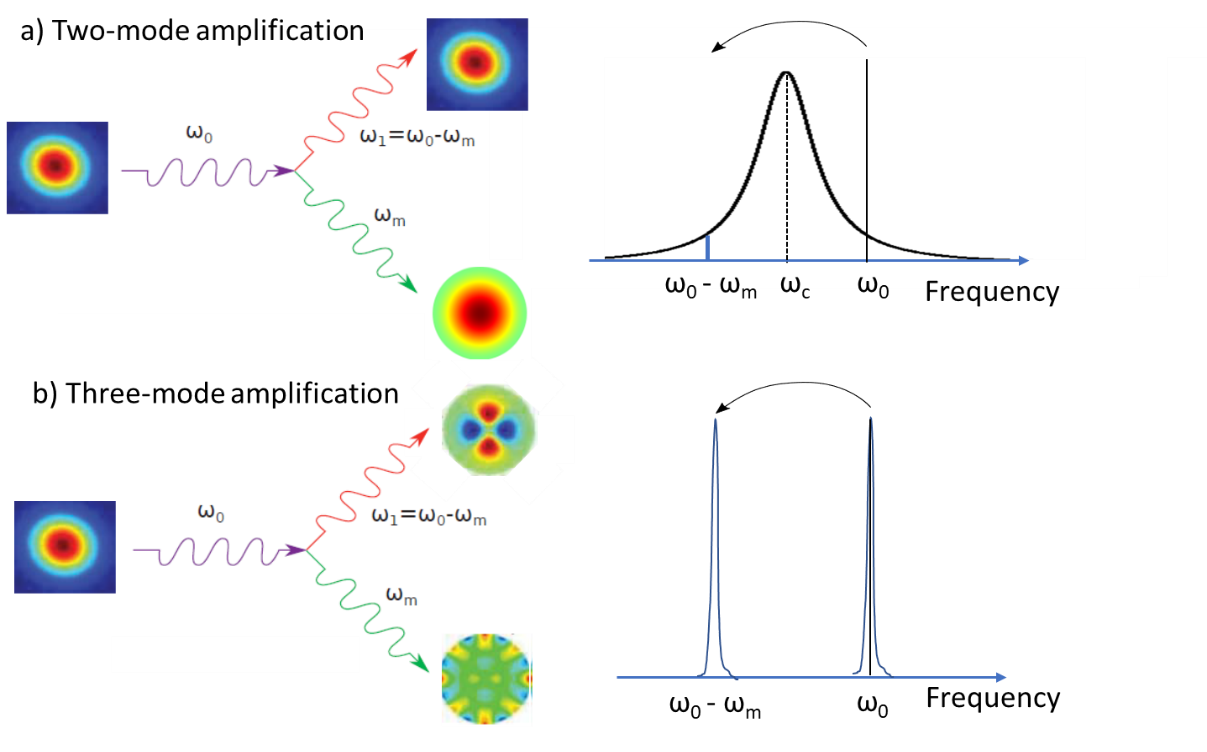 a) Two-mode amplification
ω₀
ω₁=ω₀-ωₘ
ωₘ
ω₀ - ωₘ
ω꜀
ω₀
Frequency
b) Three-mode amplification
ω₀
ω₁=ω₀-ωₘ
ωₘ
ω₀ - ωₘ
ω₀
Frequency